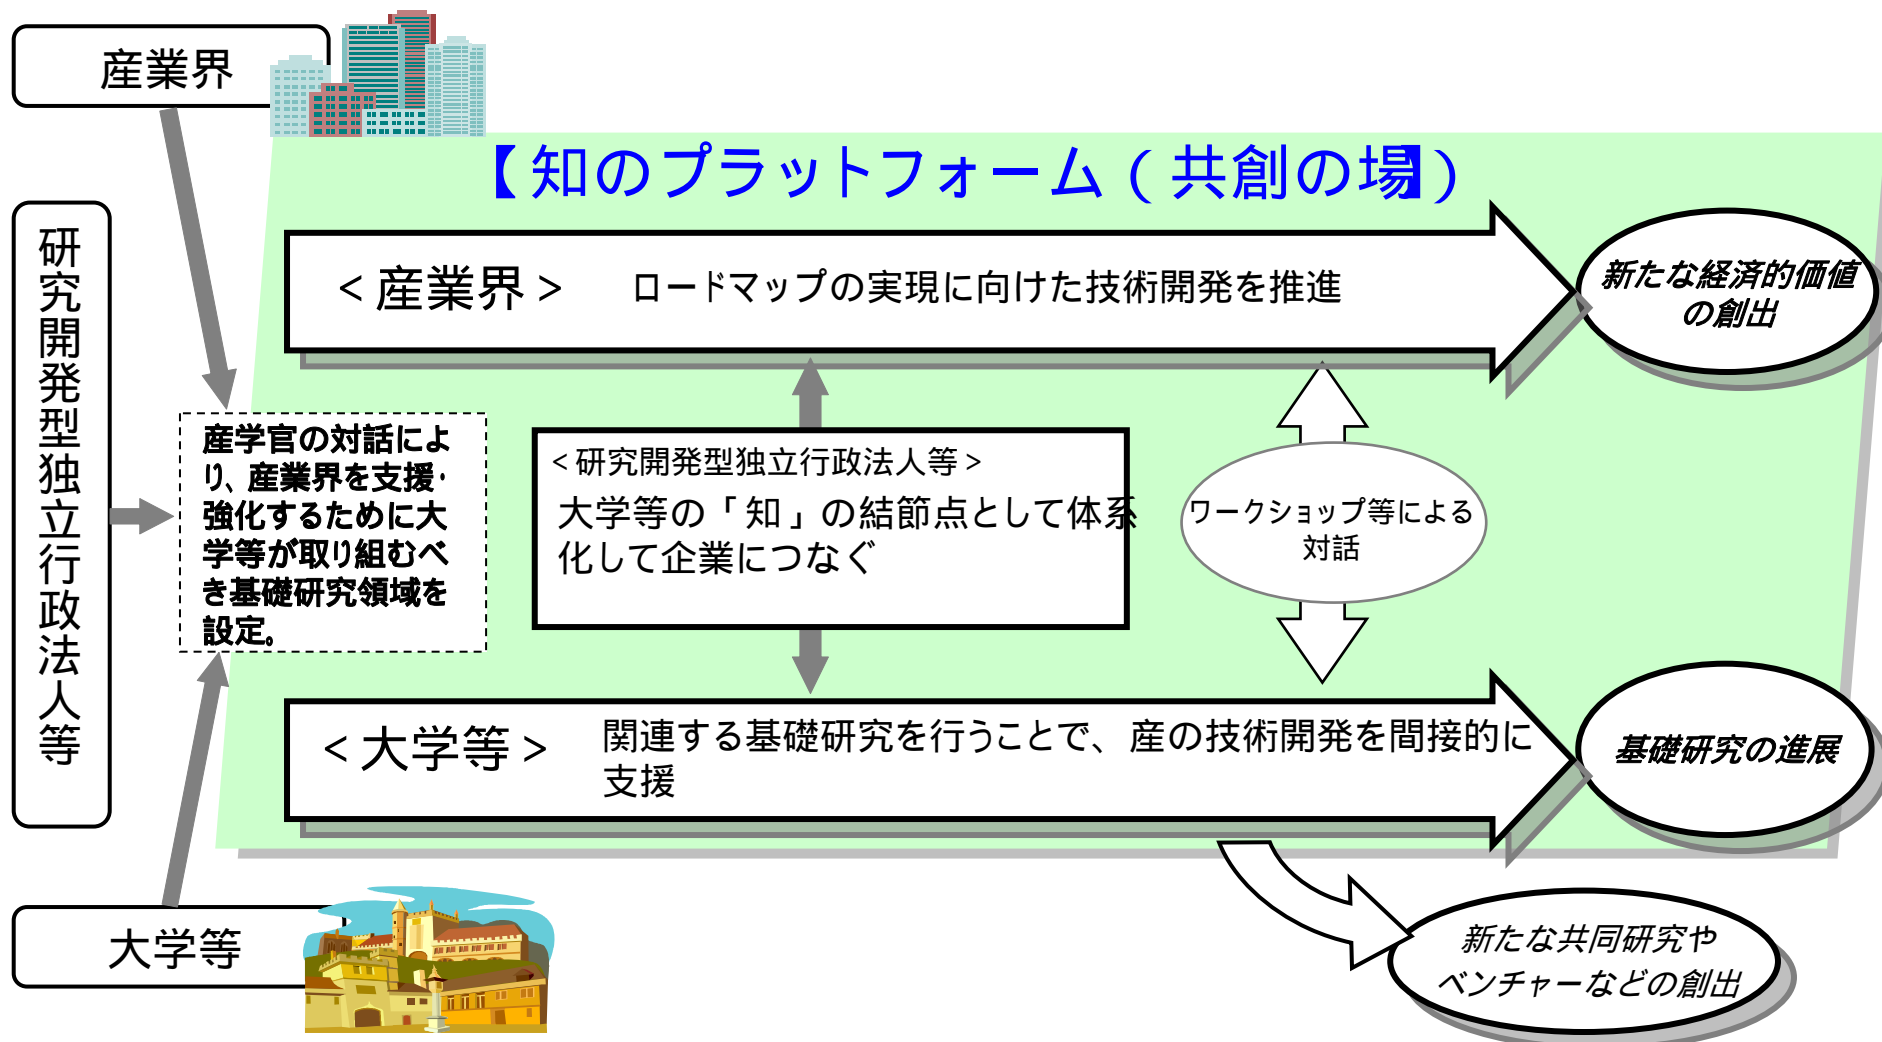 産業界
【知のプラットフォーム(共創の場)】
研究開発型独立行政法人等
<産業界>
ロードマップの実現に向けた技術開発を推進
新たな経済的価値
の創出
産学官の対話によ
り、産業界を支援・
強化するために大
学等が取り組むべ
き基礎研究領域を
設定。
<研究開発型独立行政法人等>
大学等の「知」の結節点として体系
化して企業につなぐ
ワークショップ等による
対話
<大学等>
関連する基礎研究を行うことで、産の技術開発を間接的に
支援
基礎研究の進展
大学等
新たな共同研究や
ベンチャーなどの創出